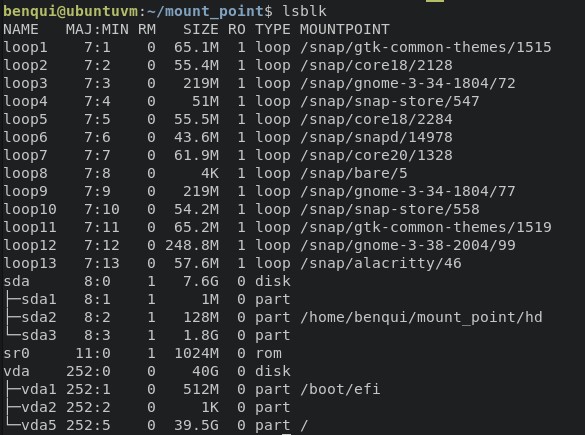 benqui@ubuntuvm:~/mount_point$ lsblk
NAME   MAJ:MIN RM   SIZE RO TYPE MOUNTPOINT
loop1    7:1    0  65.1M  1 loop /snap/gtk-common-themes/1515
loop2    7:2    0  55.4M  1 loop /snap/core18/2128
loop3    7:3    0   219M  1 loop /snap/gnome-3-34-1804/72
loop4    7:4    0    51M  1 loop /snap/snap-store/547
loop5    7:5    0  55.5M  1 loop /snap/core18/2284
loop6    7:6    0  43.6M  1 loop /snap/snapd/14978
loop7    7:7    0  61.9M  1 loop /snap/core20/1328
loop8    7:8    0     4K  1 loop /snap/bare/5
loop9    7:9    0   219M  1 loop /snap/gnome-3-34-1804/77
loop10   7:10   0  54.2M  1 loop /snap/snap-store/558
loop11   7:11   0  65.2M  1 loop /snap/gtk-common-themes/1519
loop12   7:12   0 248.8M  1 loop /snap/gnome-3-38-2004/99
loop13   7:13   0  57.6M  1 loop /snap/alacritty/46
sda      8:0    1   7.6G  0 disk
├─sda1   8:1    1     1M  0 part
├─sda2   8:2    1   128M  0 part /home/benqui/mount_point/hd
└─sda3   8:3    1   1.8G  0 part
sr0     11:0    1  1024M  0 rom
vda    252:0    0    40G  0 disk
├─vda1 252:1    0   512M  0 part /boot/efi
├─vda2 252:2    0     1K  0 part
└─vda5 252:5    0  39.5G  0 part /